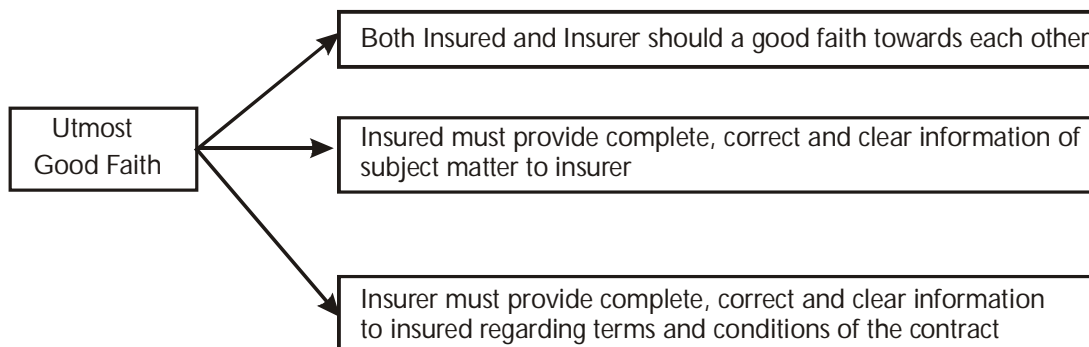 Both Insured and Insurer should a good faith towards each other
Utmost
Good Faith
Insured must provide complete, correct and clear information of
subject matter to insurer
Insurer must provide complete, correct and clear information
to insured regarding terms and conditions of the contract